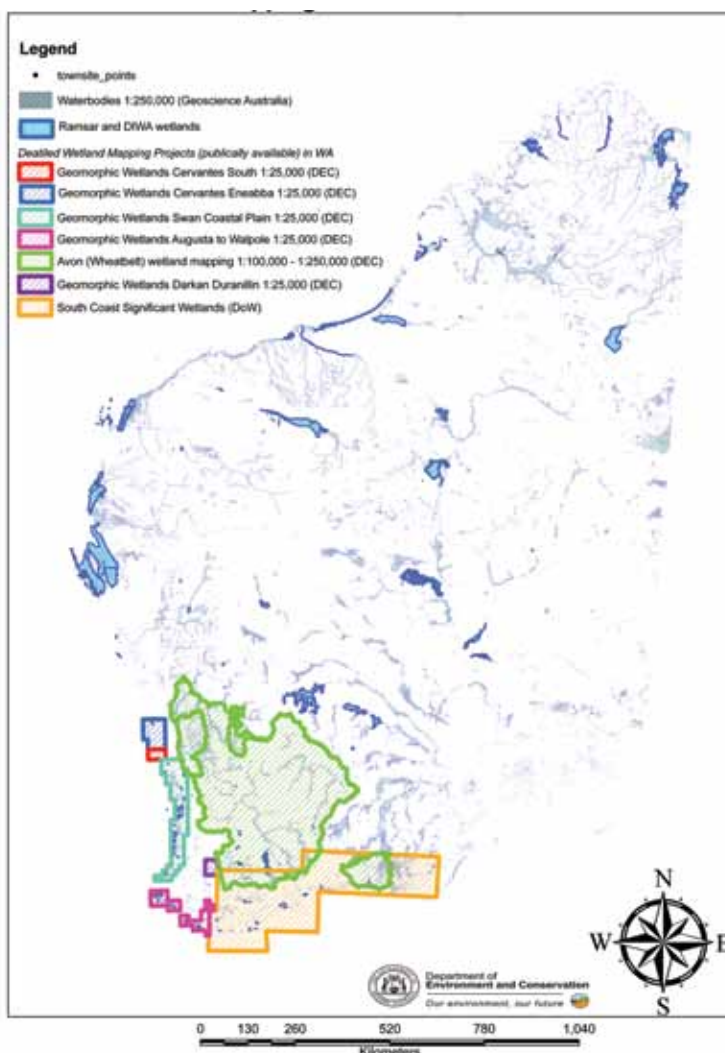 Legend
townsite_points
Waterbodies 1:250,000 (Geoscience Australia)
Ramsar and DIWA wetlands
Deatiled Wetland Mapping Projects (publically available) in WA
Geomorphic Wetlands Cervantes South 1:25,000 (DEC)
Geomorphic Wetlands Cervantes Eneabba 1:25,000 (DEC)
Geomorphic Wetlands Swan Coastal Plain 1:25,000 (DEC)
Geomorphic Wetlands Augusta to Walpole 1:25,000 (DEC)
Avon (Wheatbelt) wetland mapping 1:100,000 - 1:250,000 (DEC)
Geomorphic Wetlands Darkan Duranillin 1:25,000 (DEC)
South Coast Significant Wetlands (DoW)
N
W E
S
Department of
Environment and Conservation
Our environment, our future
0 130 260 520 780 1,040
Kilometers